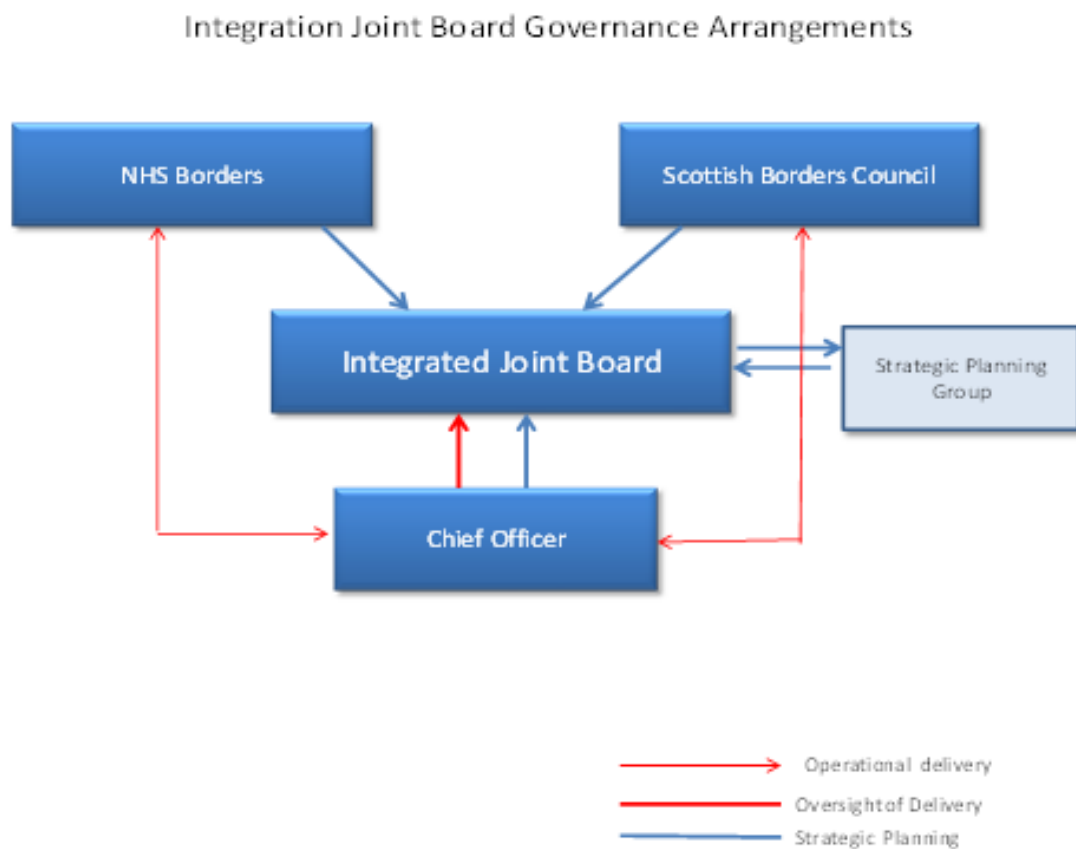 Integration Joint Board Governance Arrangements
NHS Borders
Scottish Borders Council
Integrated Joint Board
Strategic Planning
Group
Chief Officer
Operational delivery
Oversight of Delivery
Strategic Planning